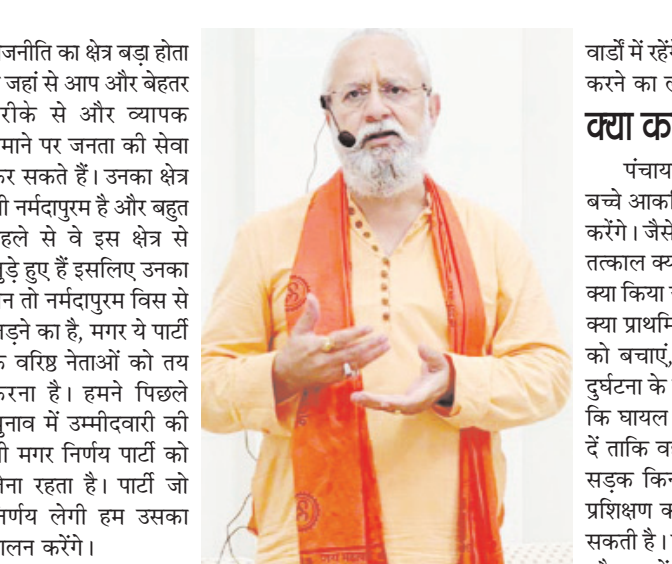 जनीति का क्षेत्र बड़ा होता
जहां से आप और बेहतर
रीके से और व्यापक
माने पर जनता की सेवा
कर सकते हैं। उनका क्षेत्र
भी नर्मदापुरम है और बहुत
पहले से वे इस क्षेत्र से
जुड़े हुए हैं इसलिए उनका
मन तो नर्मदापुरम विस से
लड़ने का है, मगर ये पार्टी
के वरिष्ठ नेताओं को तय
करना है। हमने पिछले
चुनाव में उम्मीदवारी की
थी मगर निर्णय पार्टी को
लेना रहता है। पार्टी जो
निर्णय लेगी हम उसका
पालन करेंगे।
वार्डों में रहें
करने का
क्या क
पंचाय
बच्चे
करेंगे। जैसे
तत्काल क्य
क्या किया
क्या प्राथमि
को बचाएं,
दुर्घटना के
कि घायल
दें ताकि व
सड़क किन
प्रशिक्षण क
सकती है।